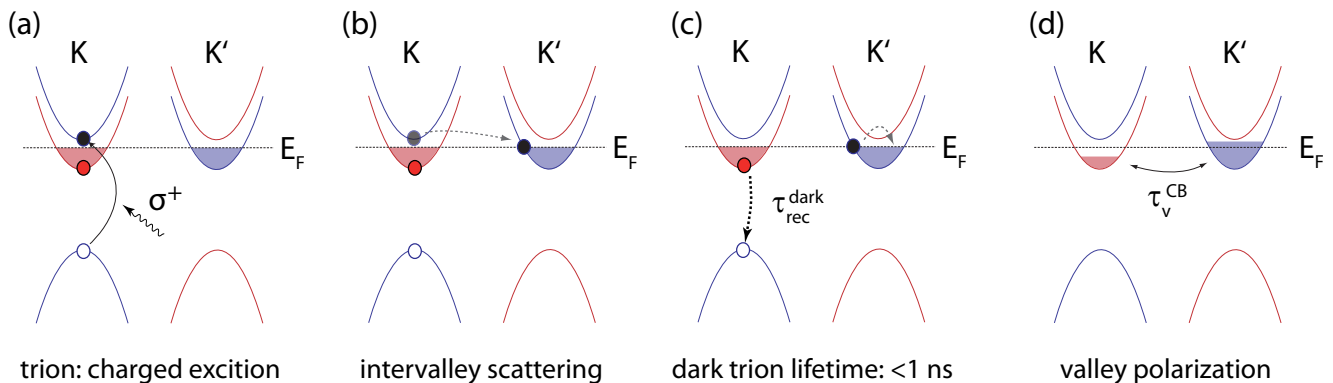 (a)
K
K‘
E_F
σ+
trion: charged excition
(b)
K
K‘
E_F
intervalley scattering
(c)
K
K‘
E_F
τ_rec^dark
dark trion lifetime: <1 ns
(d)
K
K‘
E_F
τ_v^CB
valley polarization